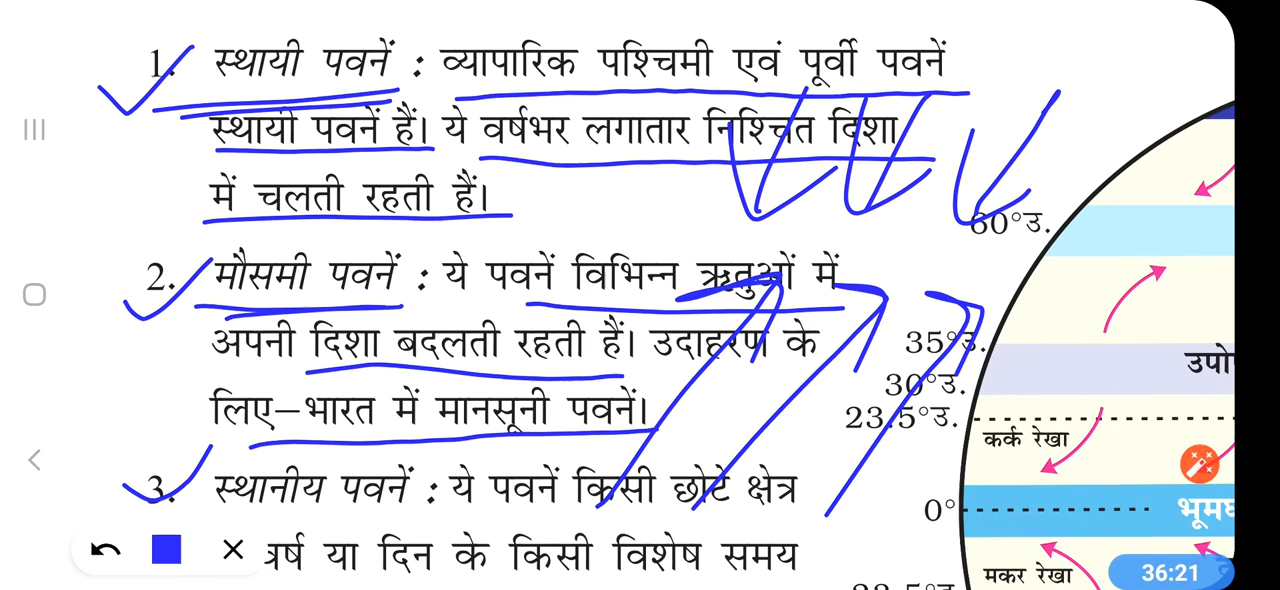 1. स्थायी पवनें : व्यापारिक पश्चिमी एवं पूर्वी पवनें
स्थायी पवनें हैं। ये वर्षभर लगातार निश्चित दिशा
में चलती रहती हैं।
2. मौसमी पवनें : ये पवनें विभिन्न ऋतुओं में
अपनी दिशा बदलती रहती हैं। उदाहरण के
लिए–भारत में मानसूनी पवनें।
3. स्थानीय पवनें : ये पवनें किसी छोटे क्षेत्र
वर्ष या दिन के किसी विशेष समय
60°उ.
35°उ.
30°उ.
23.5°उ.
कर्क रेखा
0°
मकर रेखा
36:21